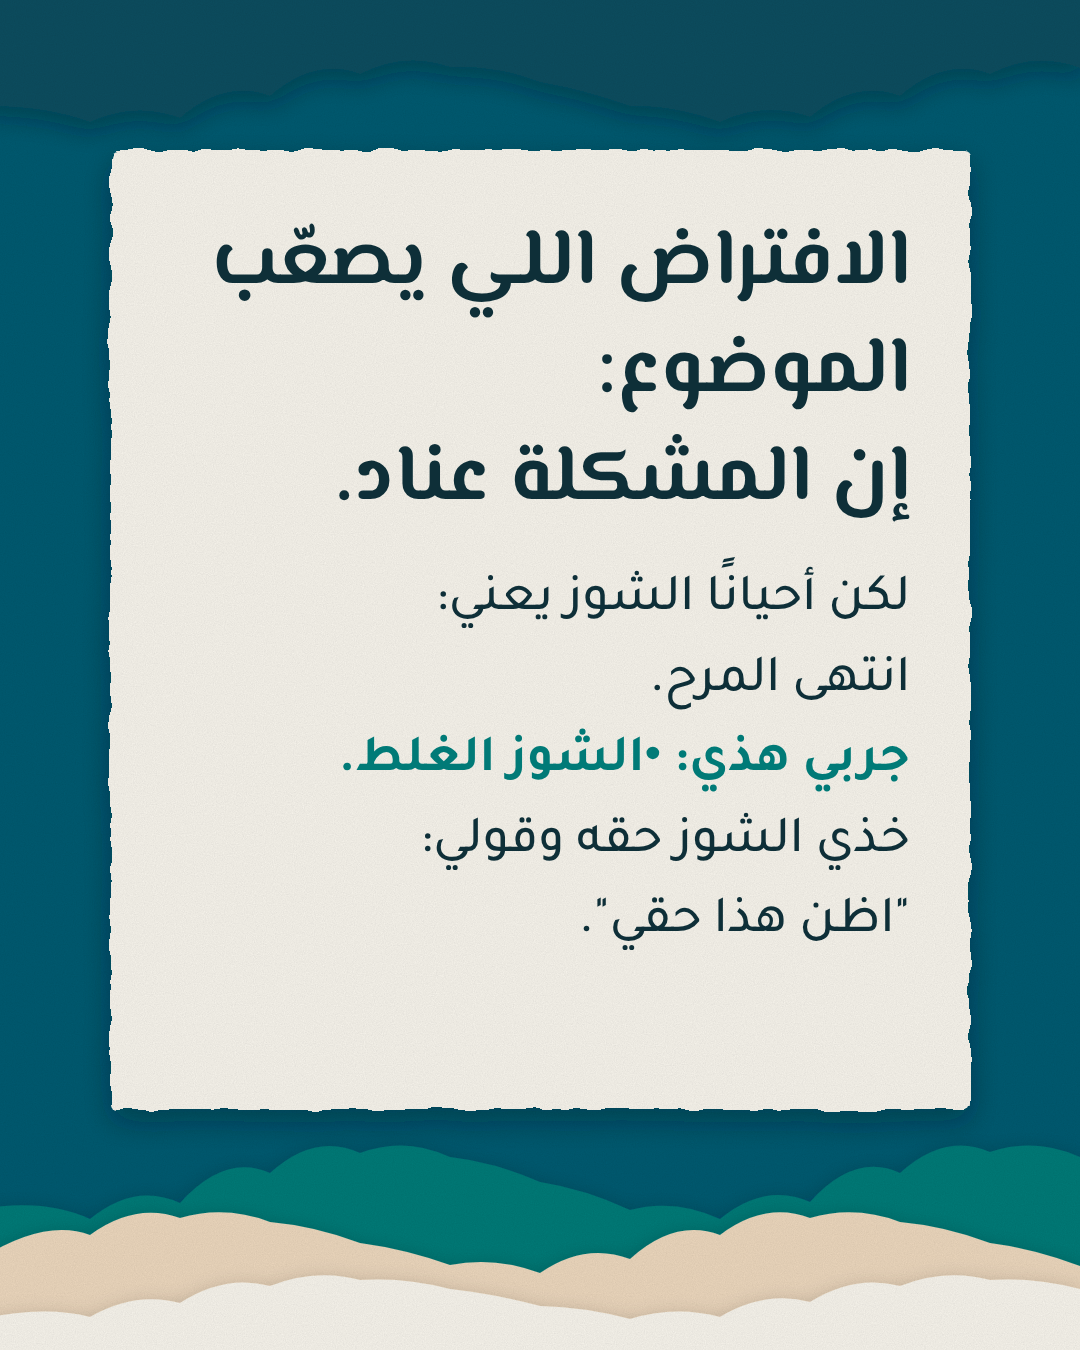 الافتراض اللي يصعّب
الموضوع:
إن المشكلة عناد.
لكن أحيانًا الشوز يعني:
انتهى المرح.
جربي هذي: •الشوز الغلط.
خذي الشوز حقه وقولي:
"اظن هذا حقي".